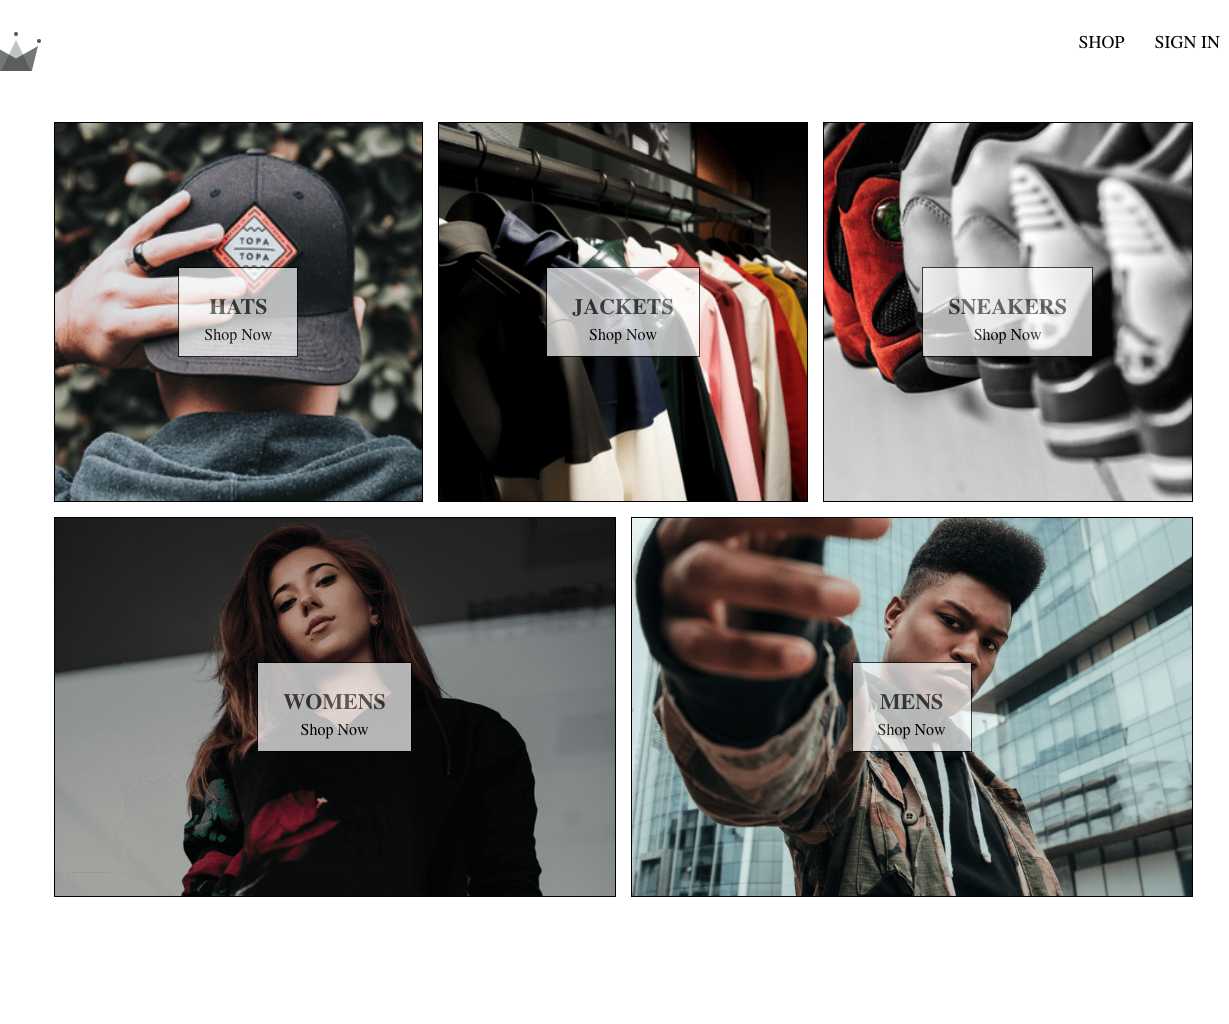 SHOP SIGN IN
TOPA
TOPA
HATS
Shop Now
JACKETS
Shop Now
SNEAKERS
Shop Now
WOMENS
Shop Now
MENS
Shop Now